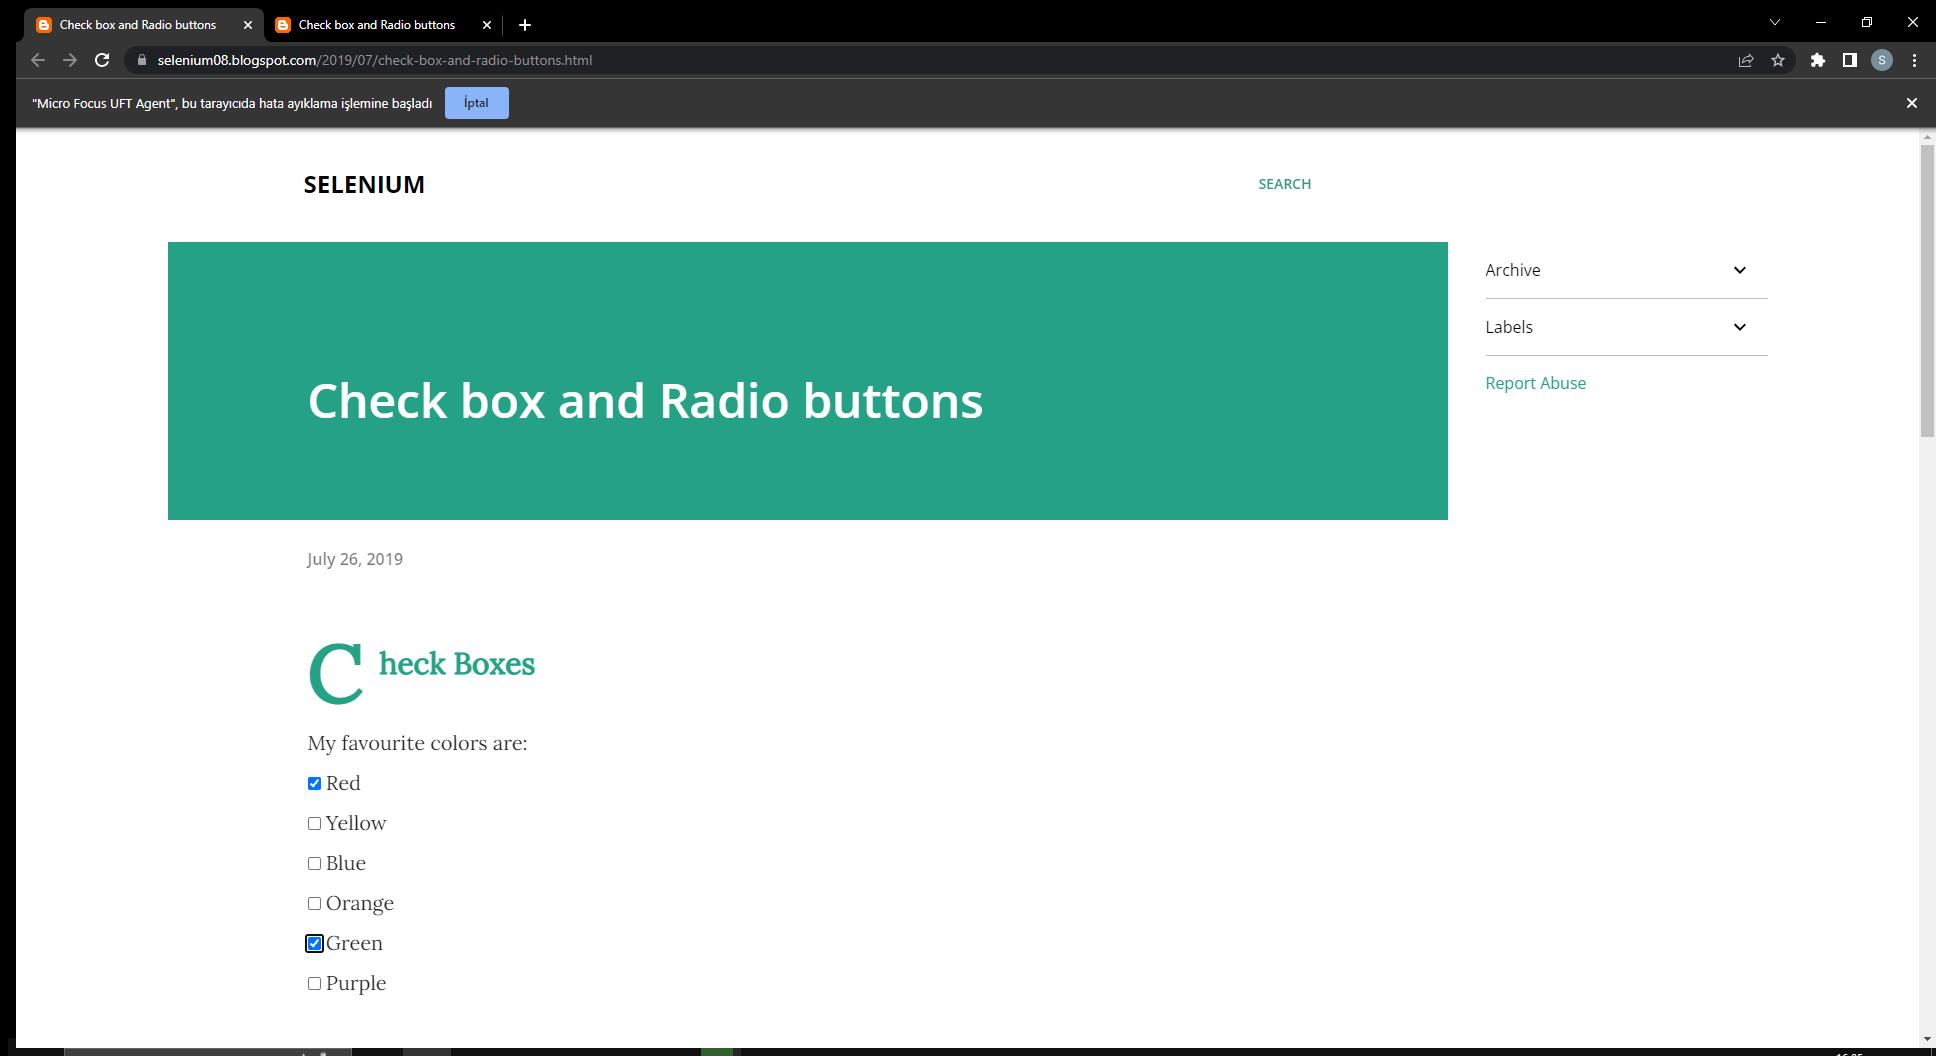 Check box and Radio buttons
Check box and Radio buttons
selenium08.blogspot.com/2019/07/check-box-and-radio-buttons.html
S
"Micro Focus UFT Agent", bu tarayıcıda hata ayıklama işlemine başladı
İptal
SELENIUM
SEARCH
Archive
Labels
Report Abuse
Check box and Radio buttons
July 26, 2019
Check Boxes
My favourite colors are:
Red
Yellow
Blue
Orange
Green
Purple